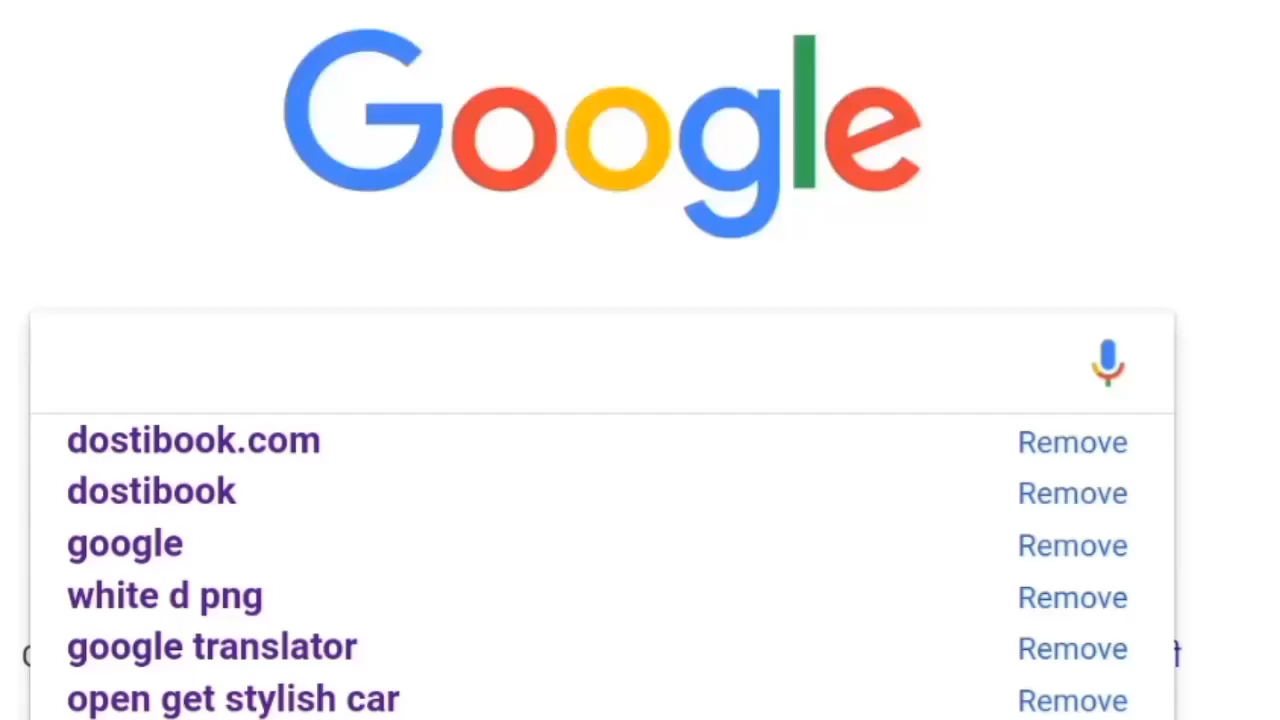 Google
dostibook.com Remove
dostibook Remove
google Remove
white d png Remove
google translator Remove
open get stylish car Remove